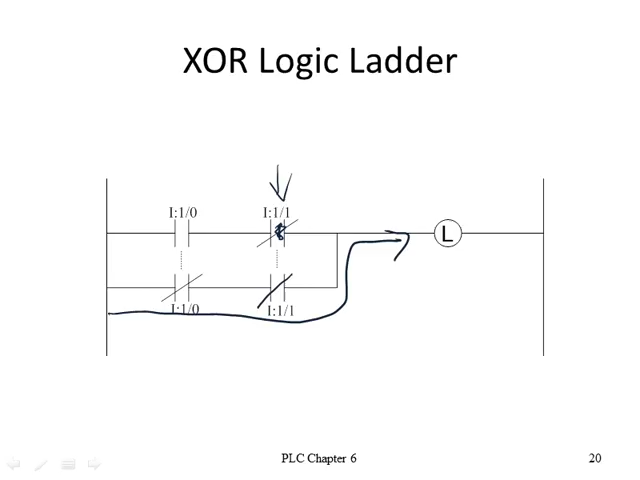 XOR Logic Ladder
I:1/0 I:1/1
L
I:1/0 I:1/1
PLC Chapter 6 20